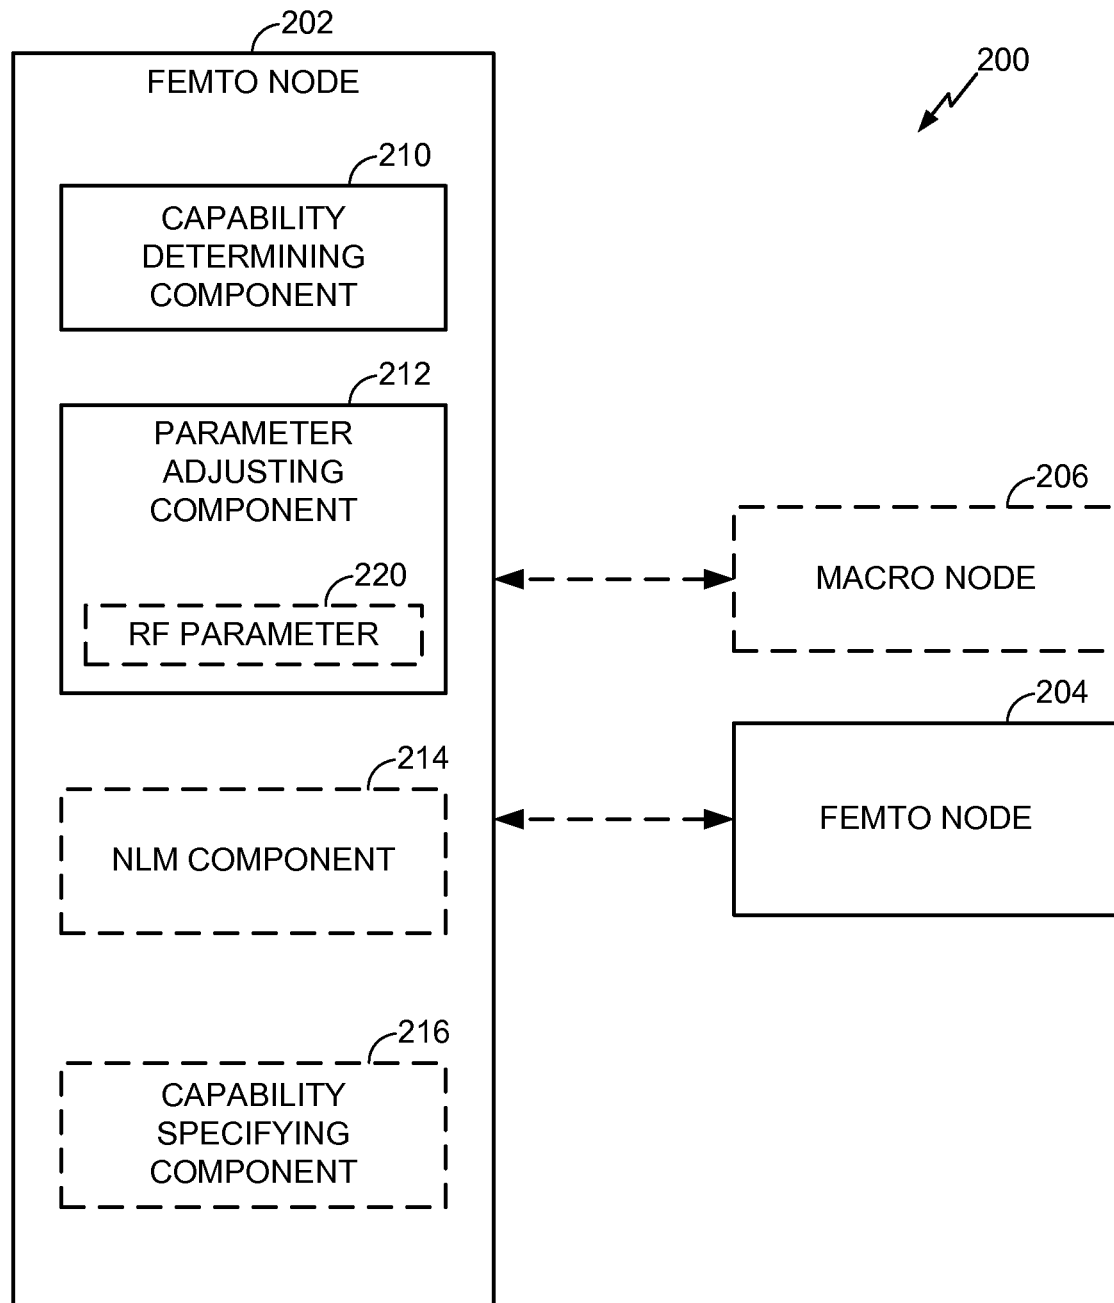 202
FEMTO NODE
200
210
CAPABILITY
DETERMINING
COMPONENT
212
PARAMETER
ADJUSTING
COMPONENT
220
RF PARAMETER
206
MACRO NODE
204
FEMTO NODE
214
NLM COMPONENT
216
CAPABILITY
SPECIFYING
COMPONENT